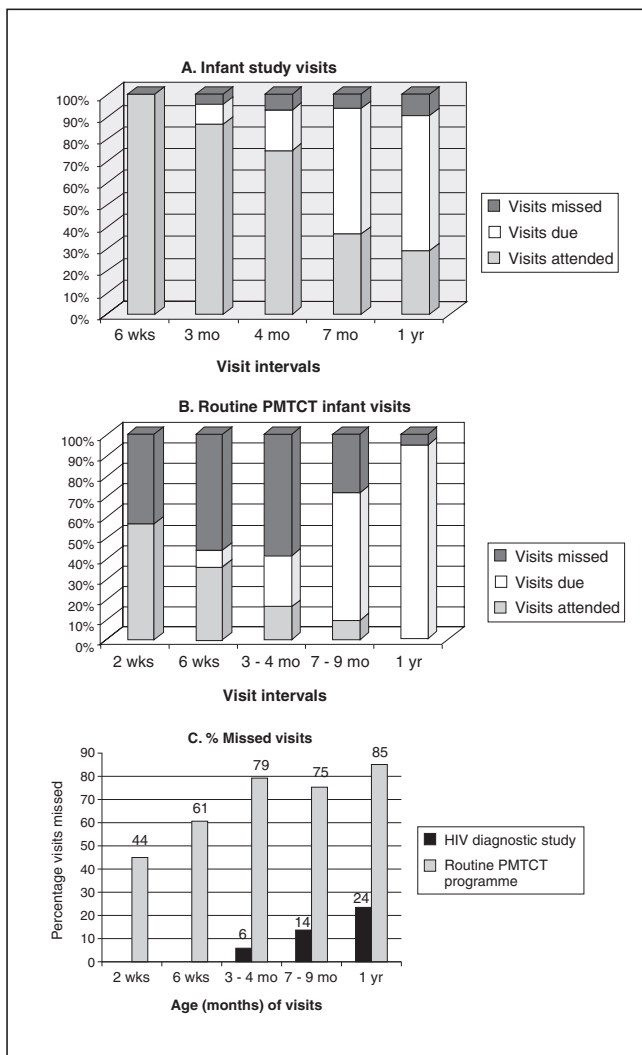 A. Infant study visits
100%
90%
80%
70%
60%
50%
40%
30%
20%
10%
0%
6 wks 3 mo 4 mo 7 mo 1 yr
Visit intervals
Visits missed
Visits due
Visits attended
B. Routine PMTCT infant visits
100%
90%
80%
70%
60%
50%
40%
30%
20%
10%
0%
2 wks 6 wks 3 - 4 mo 7 - 9 mo 1 yr
Visit intervals
Visits missed
Visits due
Visits attended
C. % Missed visits
Percentage visits missed
90
80
70
60
50
40
30
20
10
0
44
61
6
79
14
75
24
85
2 wks 6 wks 3 - 4 mo 7 - 9 mo 1 yr
Age (months) of visits
HIV diagnostic study
Routine PMTCT
programme